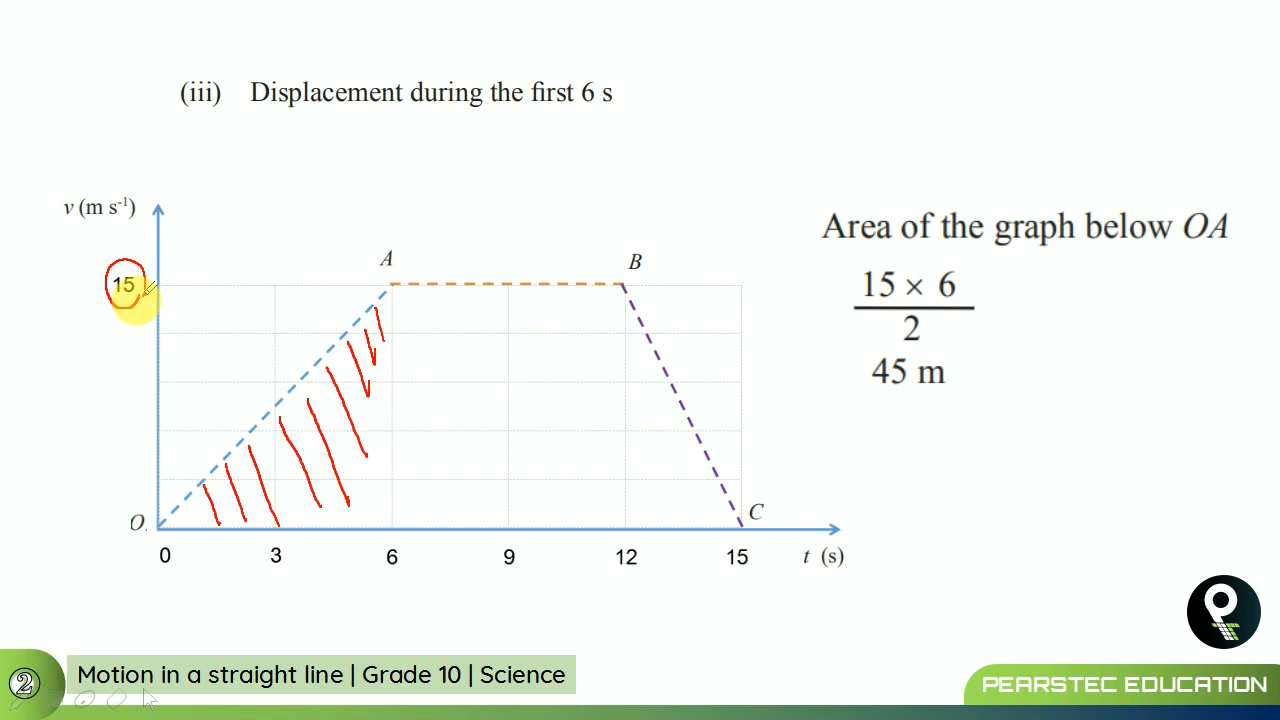 (iii) Displacement during the first 6 s
v (m s⁻¹)
15
A
B
O
C
0 3 6 9 12 15 t (s)
Area of the graph below OA
15 × 6
2
45 m
2
Motion in a straight line | Grade 10 | Science
PEARSTEC EDUCATION